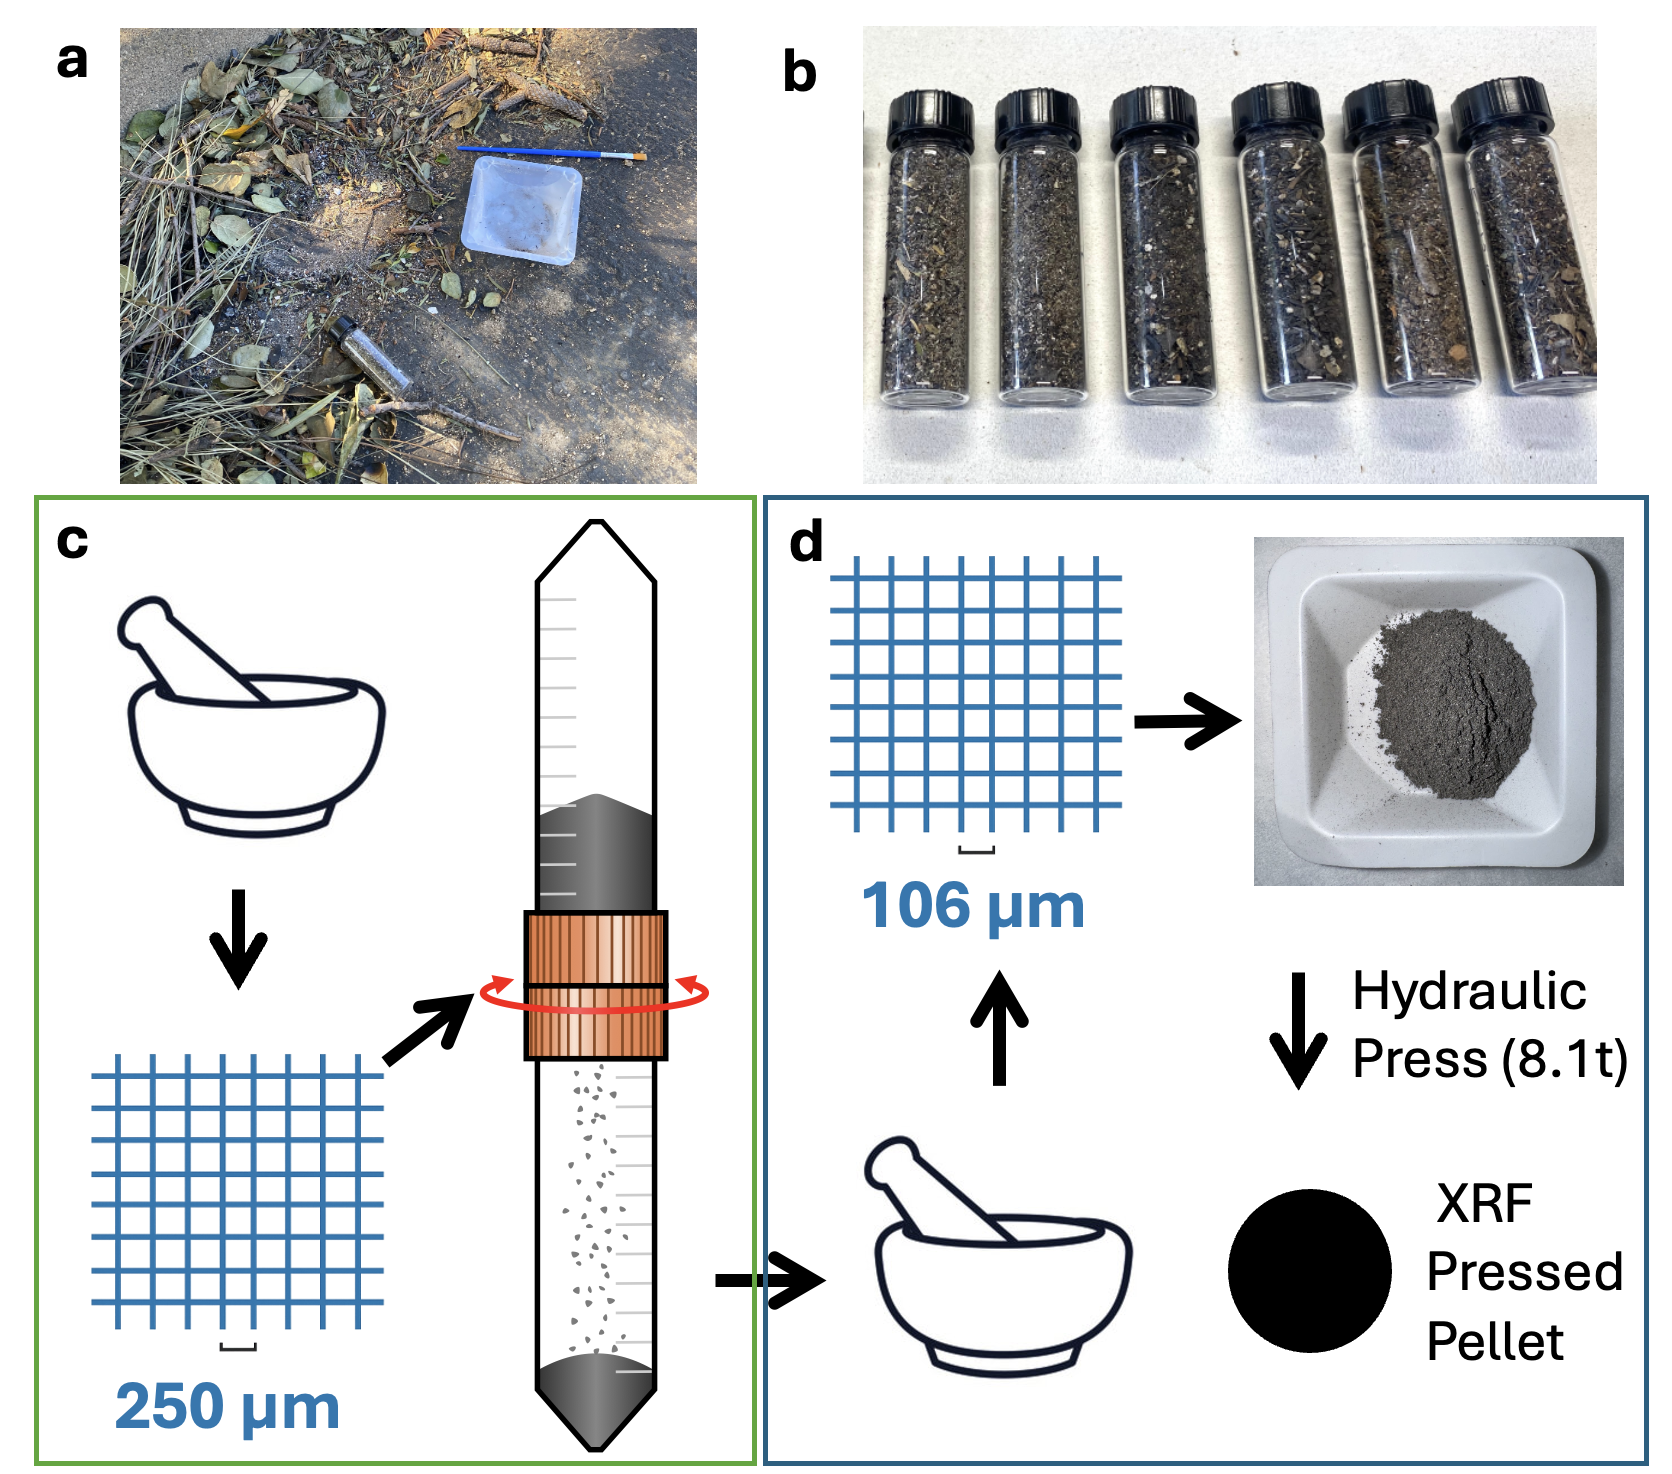 a
b
c
250 µm
d
106 µm
Hydraulic
Press (8.1t)
XRF
Pressed
Pellet